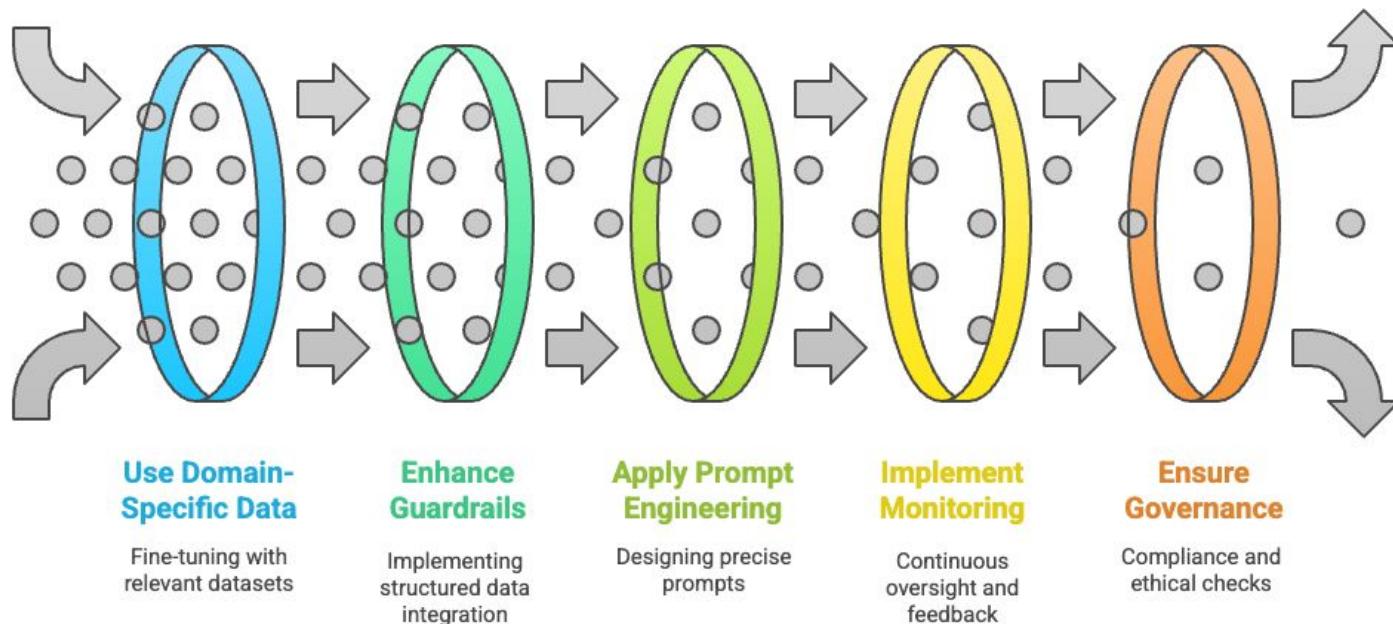 Use Domain-
Specific Data
Fine-tuning with
relevant datasets
Enhance
Guardrails
Implementing
structured data
integration
Apply Prompt
Engineering
Designing precise
prompts
Implement
Monitoring
Continuous
oversight and
feedback
Ensure
Governance
Compliance and
ethical checks